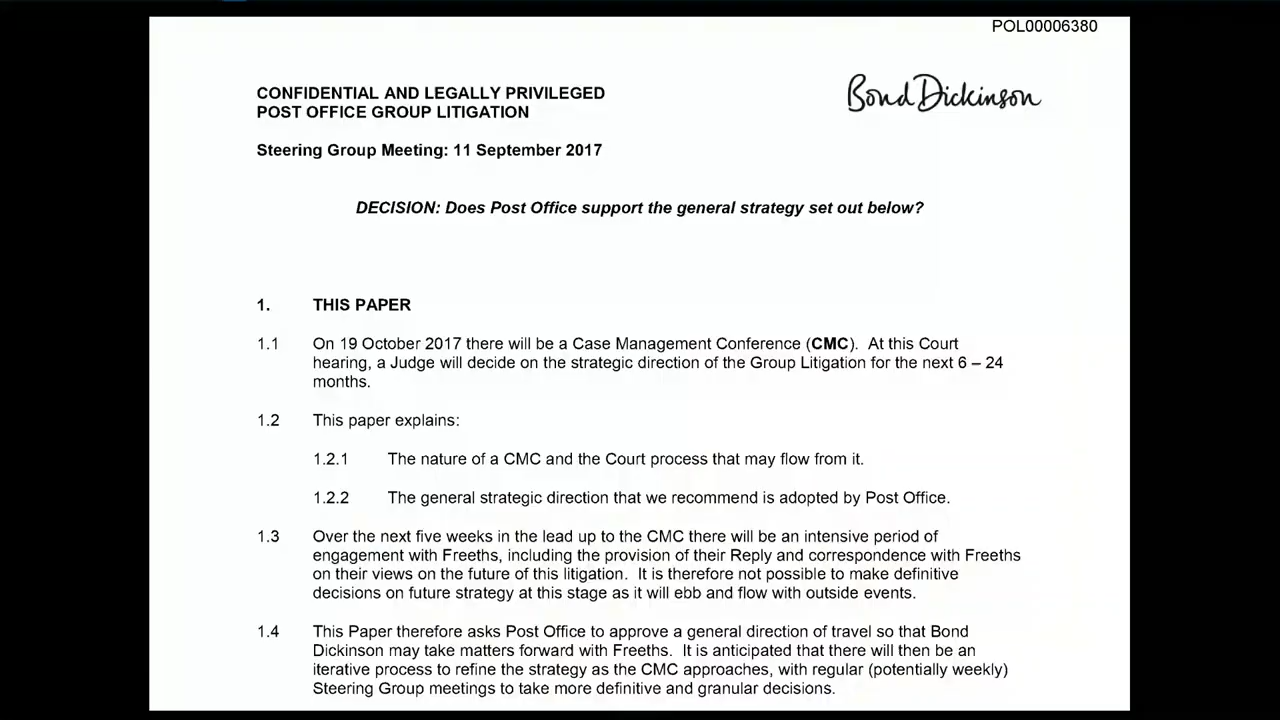 POL00006380
CONFIDENTIAL AND LEGALLY PRIVILEGED
POST OFFICE GROUP LITIGATION
Bond Dickinson
Steering Group Meeting: 11 September 2017
DECISION: Does Post Office support the general strategy set out below?
1. THIS PAPER
1.1 On 19 October 2017 there will be a Case Management Conference (CMC). At this Court
hearing, a Judge will decide on the strategic direction of the Group Litigation for the next 6 – 24
months.
1.2 This paper explains:
1.2.1 The nature of a CMC and the Court process that may flow from it.
1.2.2 The general strategic direction that we recommend is adopted by Post Office.
1.3 Over the next five weeks in the lead up to the CMC there will be an intensive period of
engagement with Freeths, including the provision of their Reply and correspondence with Freeths
on their views on the future of this litigation. It is therefore not possible to make definitive
decisions on future strategy at this stage as it will ebb and flow with outside events.
1.4 This Paper therefore asks Post Office to approve a general direction of travel so that Bond
Dickinson may take matters forward with Freeths. It is anticipated that there will then be an
iterative process to refine the strategy as the CMC approaches, with regular (potentially weekly)
Steering Group meetings to take more definitive and granular decisions.